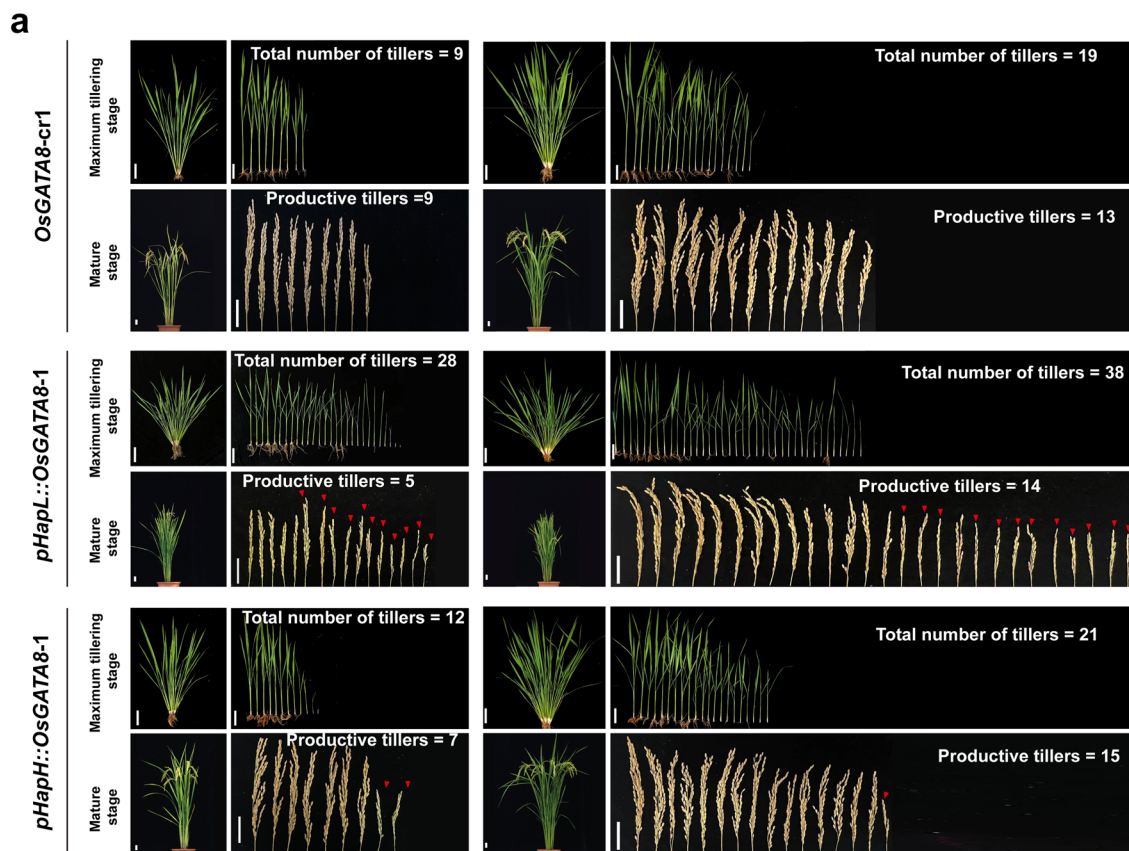 a
OsGATA8-cr1
Maximum tillering
stage
Total number of tillers = 9
Total number of tillers = 19
Mature
stage
Productive tillers =9
Productive tillers = 13
pHapL::OsGATA8-1
Maximum tillering
stage
Total number of tillers = 28
Total number of tillers = 38
Mature
stage
Productive tillers = 5
Productive tillers = 14
pHapH::OsGATA8-1
Maximum tillering
stage
Total number of tillers = 12
Total number of tillers = 21
Mature
stage
Productive tillers = 7
Productive tillers = 15